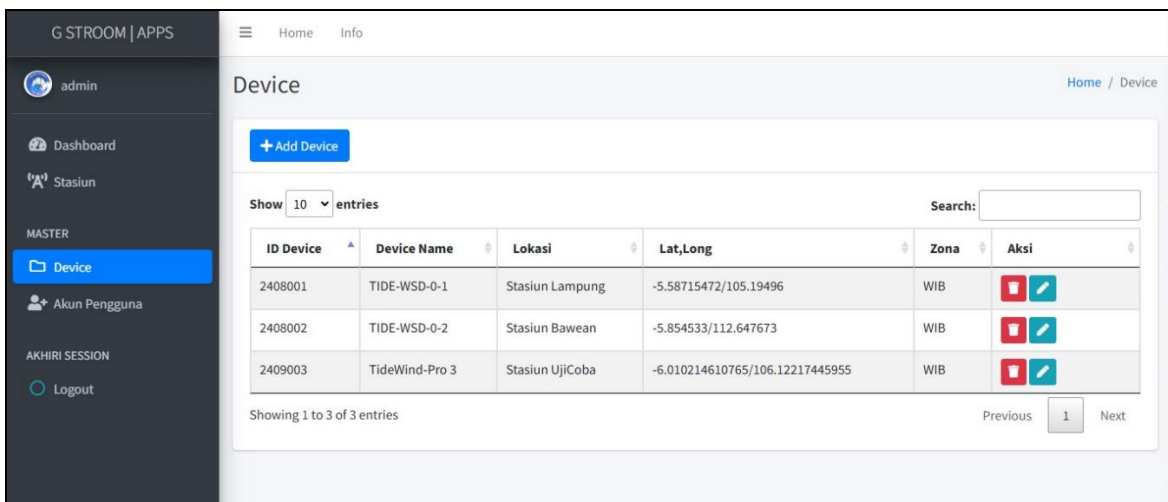 G STROOM | APPS
Home Info
admin
Device
Home / Device
Dashboard
Stasiun
MASTER
Device
Akun Pengguna
AKHIRI SESSION
Logout
Add Device
Show 10 entries
Search:
ID Device Device Name Lokasi Lat,Long Zona Aksi
2408001 TIDE-WSD-0-1 Stasiun Lampung -5.58715472/105.19496 WIB
2408002 TIDE-WSD-0-2 Stasiun Bawean -5.854533/112.647673 WIB
2409003 TideWind-Pro 3 Stasiun UjiCoba -6.010214610765/106.12217445955 WIB
Showing 1 to 3 of 3 entries
Previous 1 Next